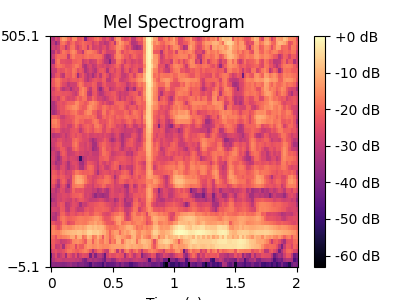 Mel Spectrogram
505.1
−5.1
0
0.5
1
1.5
2
+0 dB
-10 dB
-20 dB
-30 dB
-40 dB
-50 dB
-60 dB